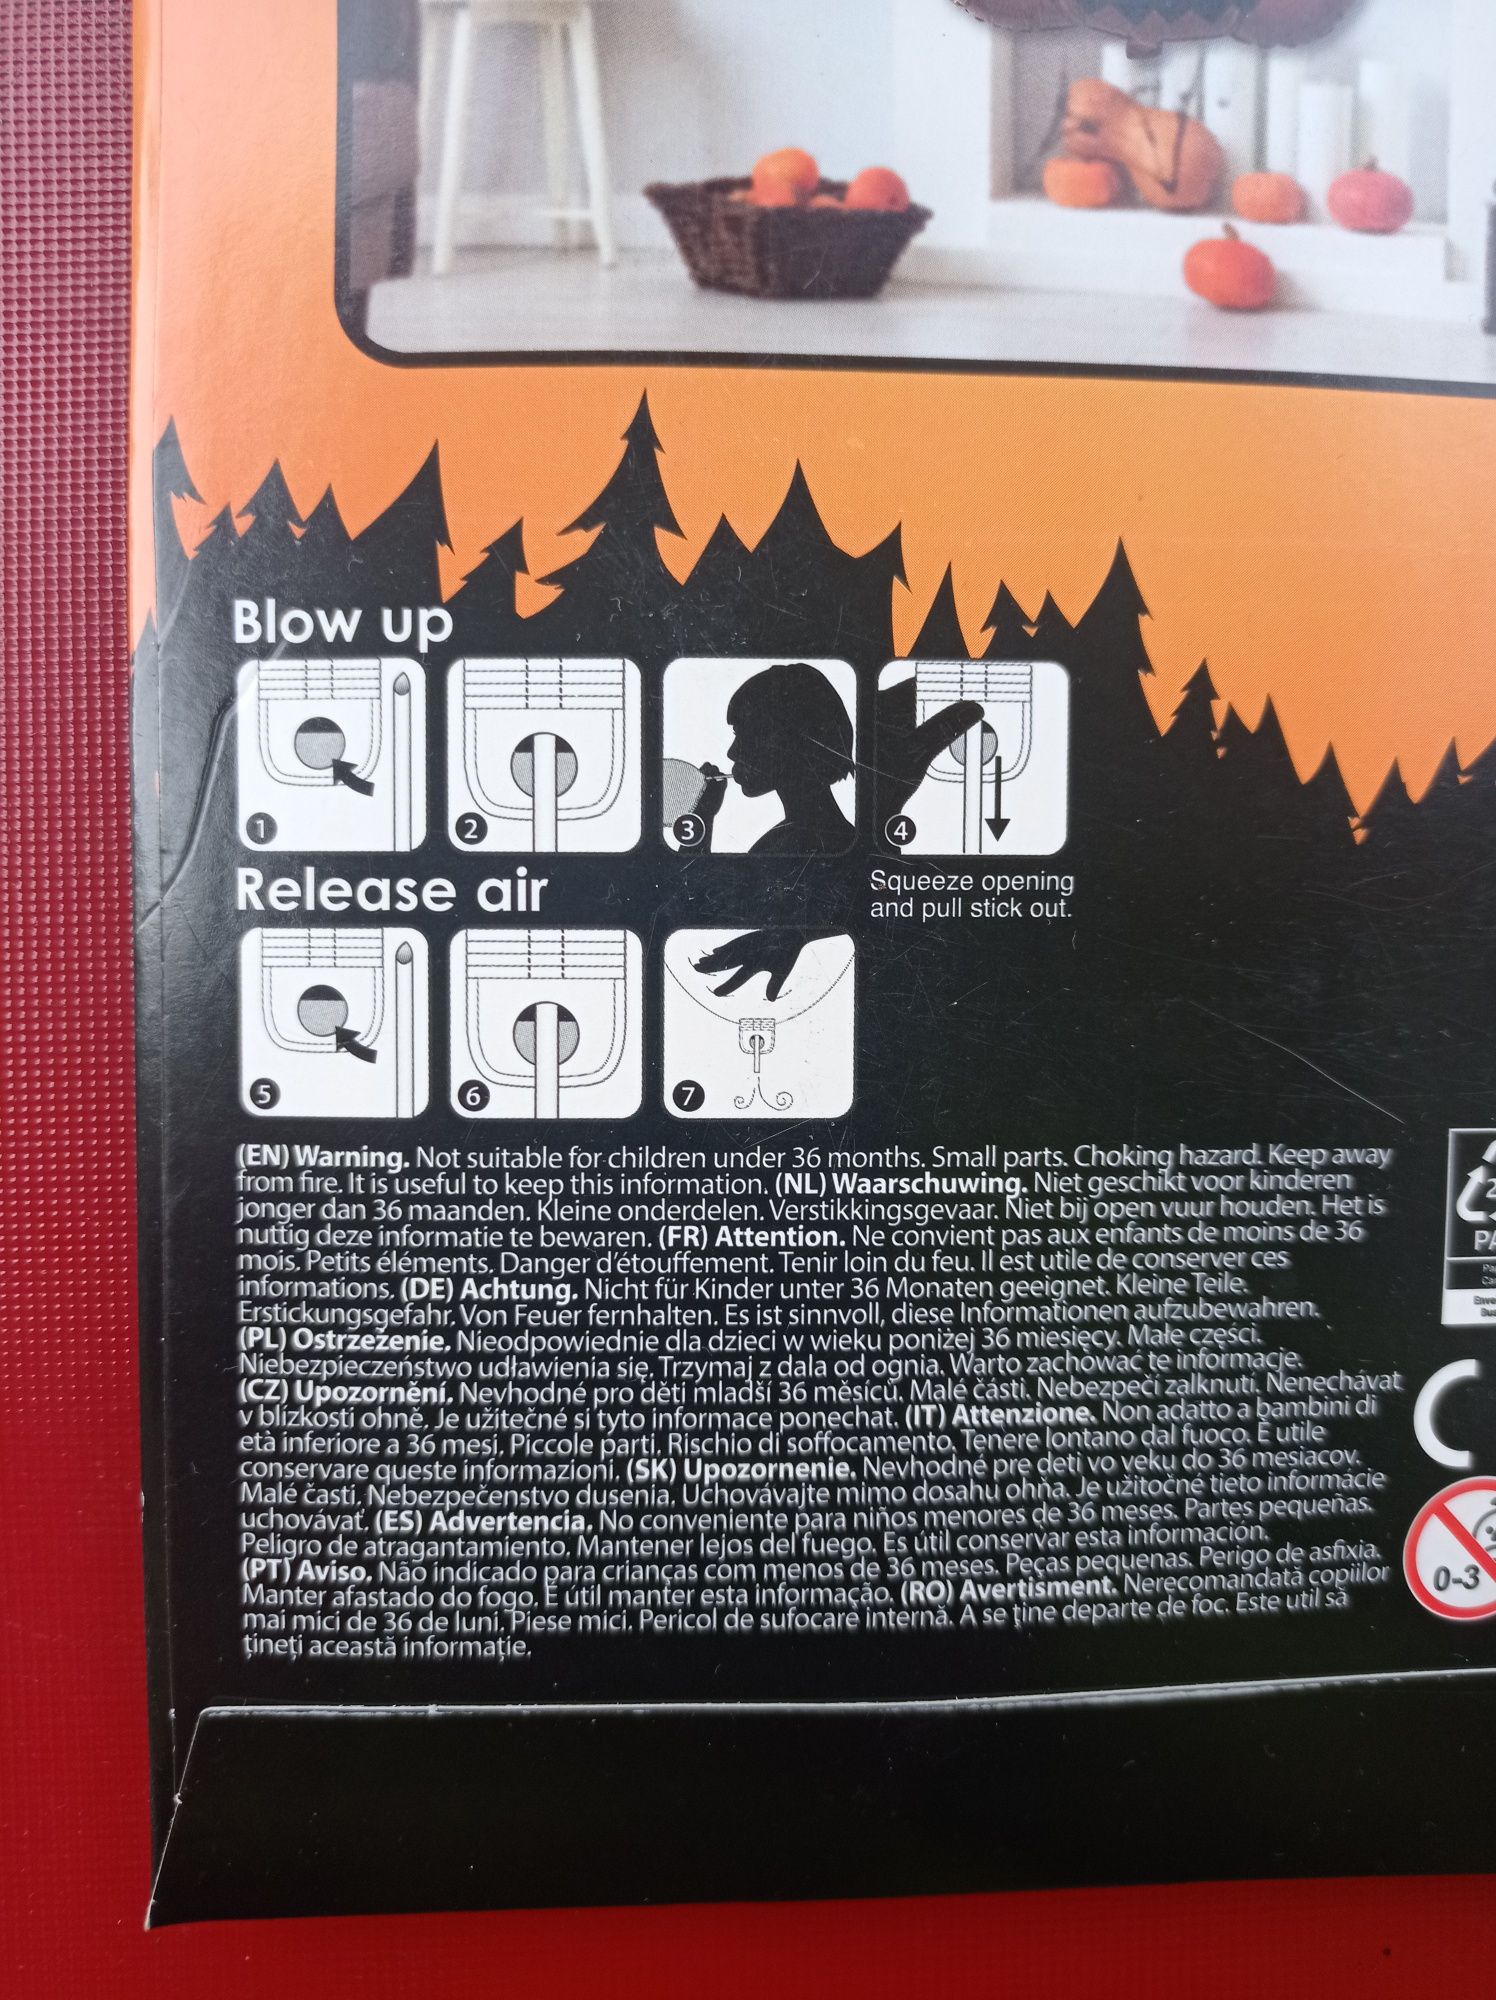 Blow up
1 2 3 4
Squeeze opening
and pull stick out.
Release air
5 6 7
(EN) Warning. Not suitable for children under 36 months. Small parts. Choking hazard. Keep away
from fire. It is useful to keep this information. (NL) Waarschuwing. Niet geschikt voor kinderen
jonger dan 36 maanden. Kleine onderdelen. Verstikkingsgevaar. Niet bij open vuur houden. Het is
nuttig deze informatie te bewaren. (FR) Attention. Ne convient pas aux enfants de moins de 36
mois. Petits éléments. Danger d'étouffement. Tenir loin du feu. Il est utile de conserver ces
informations. (DE) Achtung. Nicht für Kinder unter 36 Monaten geeignet. Kleine Teile.
Erstickungsgefahr. Von Feuer fernhalten. Es ist sinnvoll, diese Informationen aufzubewahren.
(PL) Ostrzeżenie. Nieodpowiednie dla dzieci w wieku poniżej 36 miesięcy. Małe części.
Niebezpieczeństwo udławienia się. Trzymaj z dala od ognia. Warto zachować te informacje.
(CZ) Upozornění. Nevhodné pro děti mladší 36 měsíců. Malé části. Nebezpečí zalknutí. Nenechávat
v blízkosti ohně. Je užitečné si tyto informace ponechat. (IT) Attenzione. Non adatto a bambini di
età inferiore a 36 mesi. Piccole parti. Rischio di soffocamento. Tenere lontano dal fuoco. È utile
conservare queste informazioni. (SK) Upozornenie. Nevhodné pre deti vo veku do 36 mesiacov.
Malé časti. Nebezpečenstvo dusenia. Uchovávajte mimo dosahu ohňa. Je užitočné tieto informácie
uchovávať. (ES) Advertencia. No conveniente para niños menores de 36 meses. Partes pequeñas.
Peligro de atragantamiento. Mantener lejos del fuego. Es útil conservar esta información.
(PT) Aviso. Não indicado para crianças com menos de 36 meses. Peças pequenas. Perigo de asfixia.
Manter afastado do fogo. É útil manter esta informação. (RO) Avertisment. Nerecomandată copiilor
mai mici de 36 de luni. Piese mici. Pericol de sufocare internă. A se ține departe de foc. Este util să
țineți această informație.
0-3